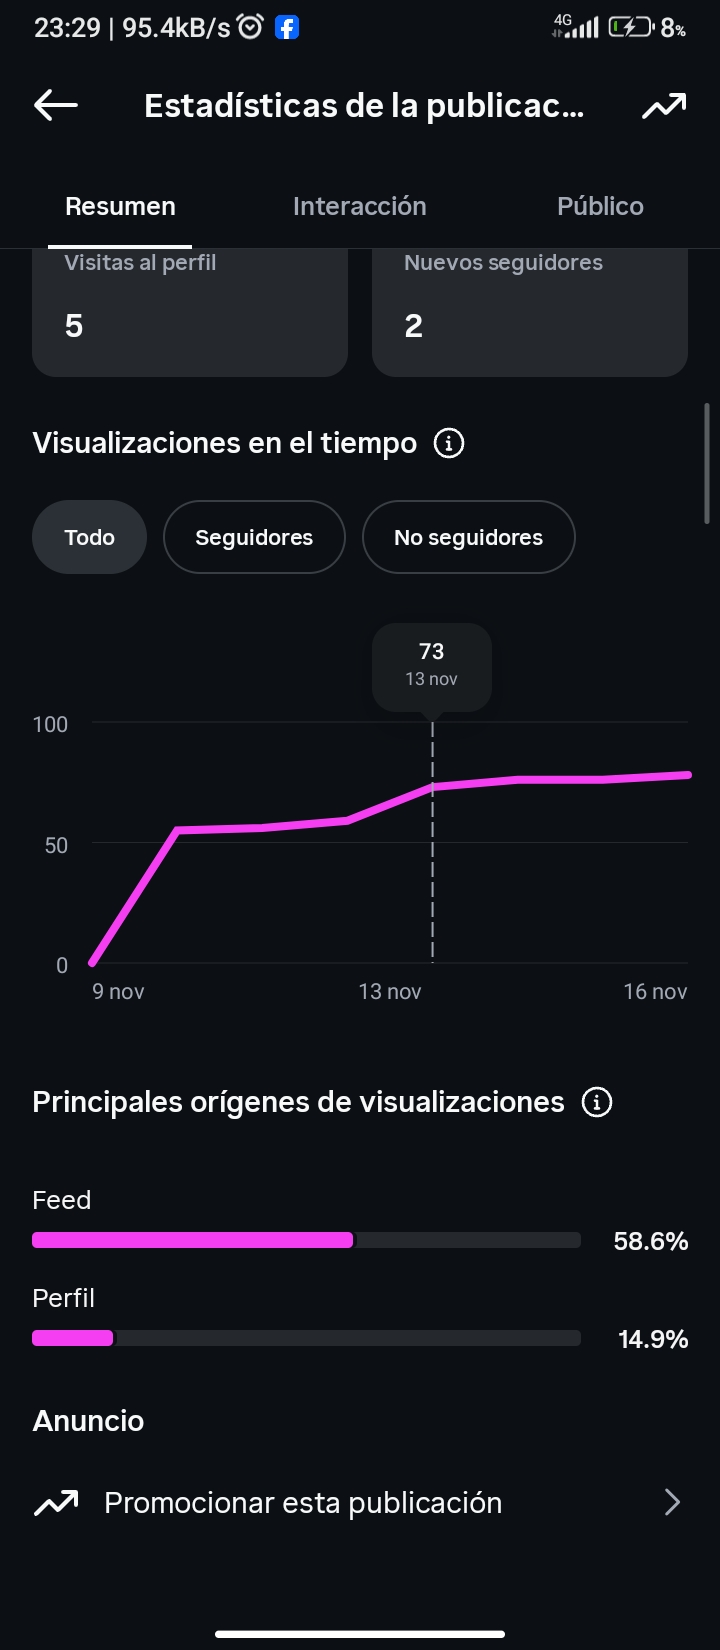 23:29 | 95.4kB/s
4G
8%
Estadísticas de la publicac...
Resumen
Interacción
Público
Visitas al perfil
Nuevos seguidores
5
2
Visualizaciones en el tiempo
Todo
Seguidores
No seguidores
73
13 nov
100
50
0
9 nov
13 nov
16 nov
Principales orígenes de visualizaciones
Feed
58.6%
Perfil
14.9%
Anuncio
Promocionar esta publicación